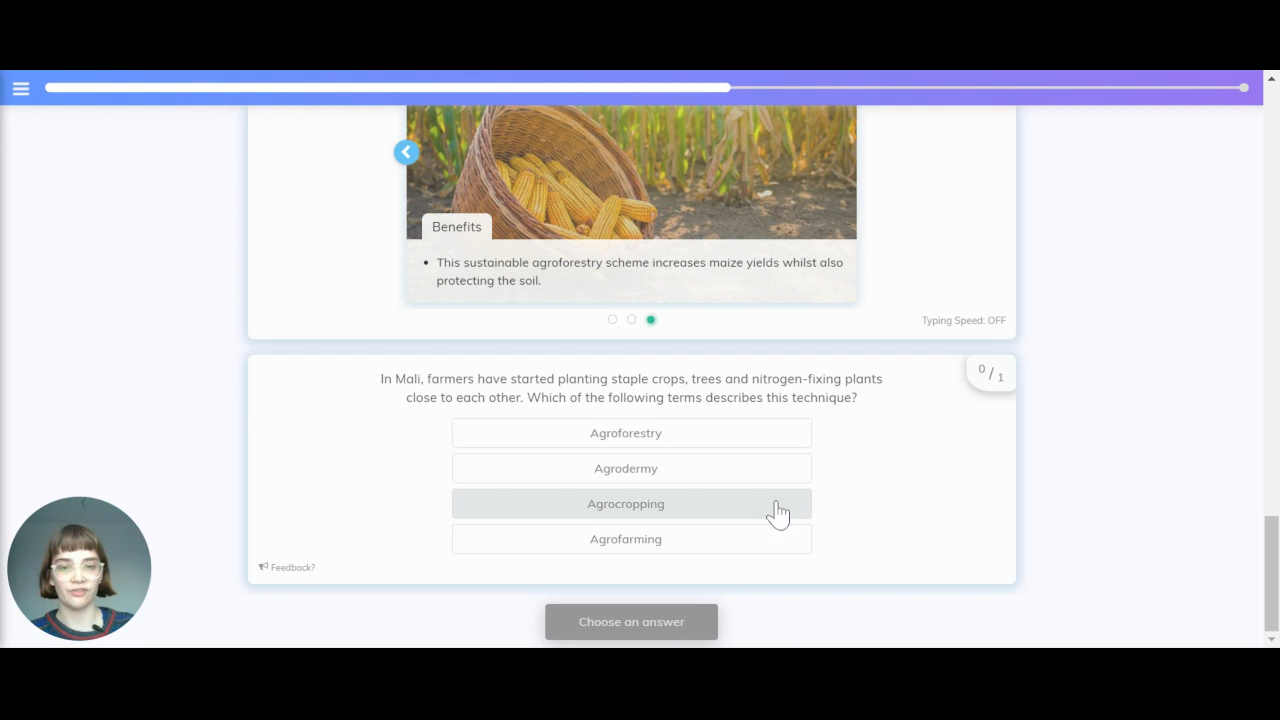 Benefits
• This sustainable agroforestry scheme increases maize yields whilst also
protecting the soil.
Typing Speed: OFF
0 / 1
In Mali, farmers have started planting staple crops, trees and nitrogen-fixing plants
close to each other. Which of the following terms describes this technique?
Agroforestry
Agrodermy
Agrocropping
Agrofarming
Feedback?
Choose an answer